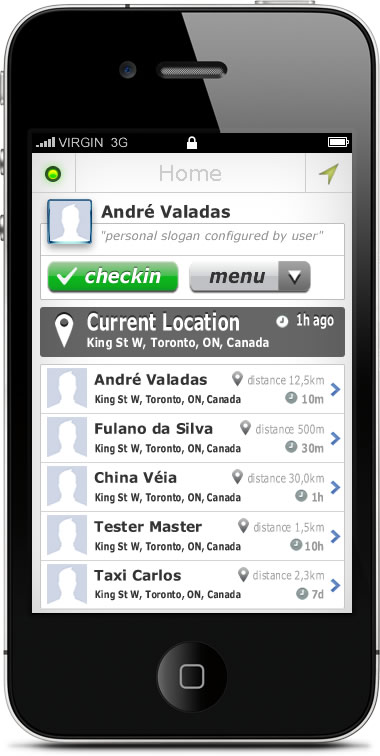 VIRGIN 3G
Home
André Valadas
"personal slogan configured by user"
checkin menu
Current Location 1h ago
King St W, Toronto, ON, Canada
André Valadas distance 12,5km
King St W, Toronto, ON, Canada 10m
Fulano da Silva distance 500m
King St W, Toronto, ON, Canada 30m
China Véia distance 30,0km
King St W, Toronto, ON, Canada 1h
Tester Master distance 1,5km
King St W, Toronto, ON, Canada 10h
Taxi Carlos distance 2,3km
King St W, Toronto, ON, Canada 7d